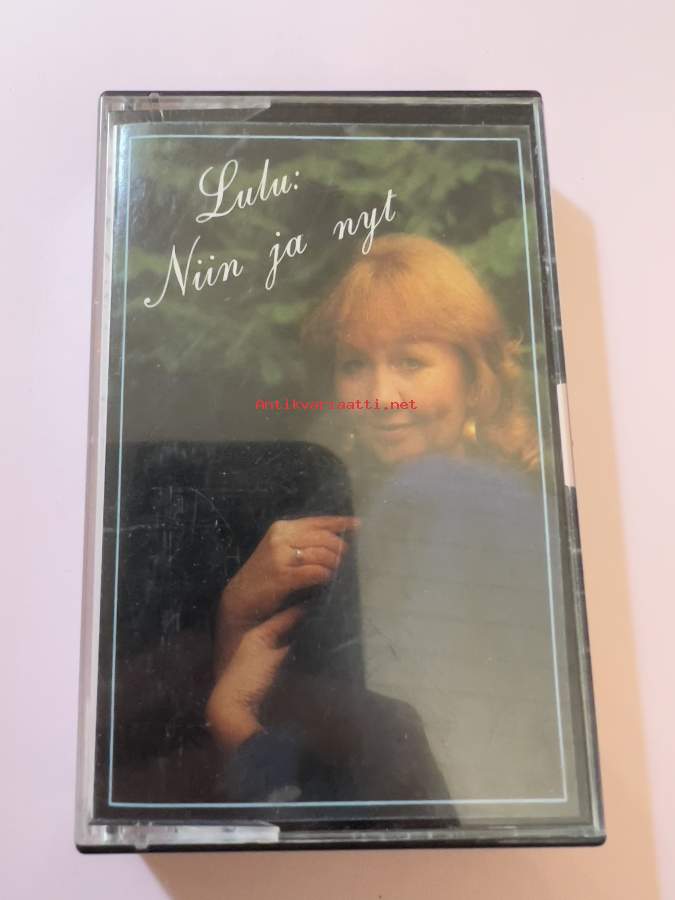 Lulu:
Niin ja nyt
Antikvariaatti.net